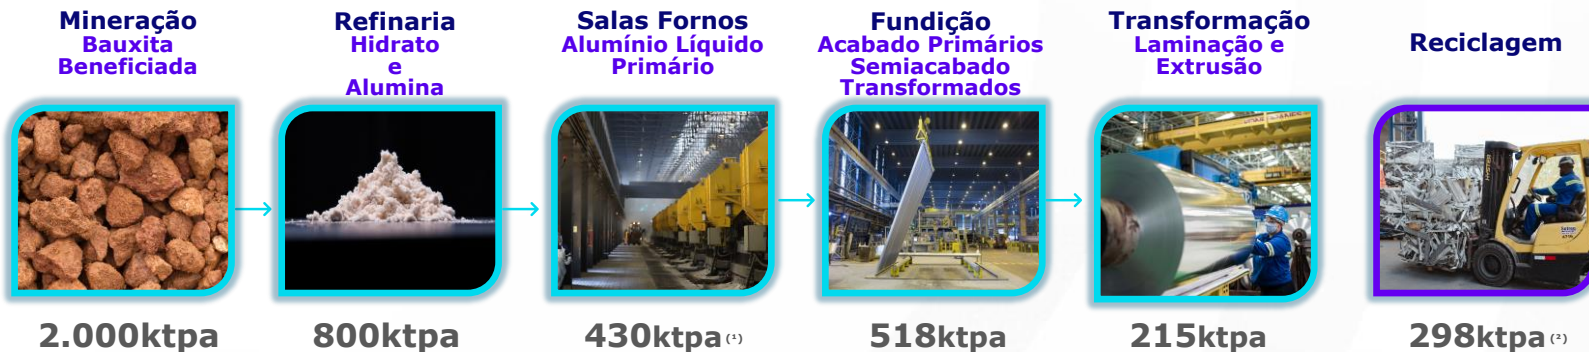 Mineração
Bauxita
Beneficiada
2.000ktpa
Refinaria
Hidrato
e
Alumina
800ktpa
Salas Fornos
Alumínio Líquido
Primário
430ktpa (¹)
Fundição
Acabado Primários
Semiacabado
Transformados
518ktpa
Transformação
Laminação e
Extrusão
215ktpa
Reciclagem
HYSTER
298ktpa (²)